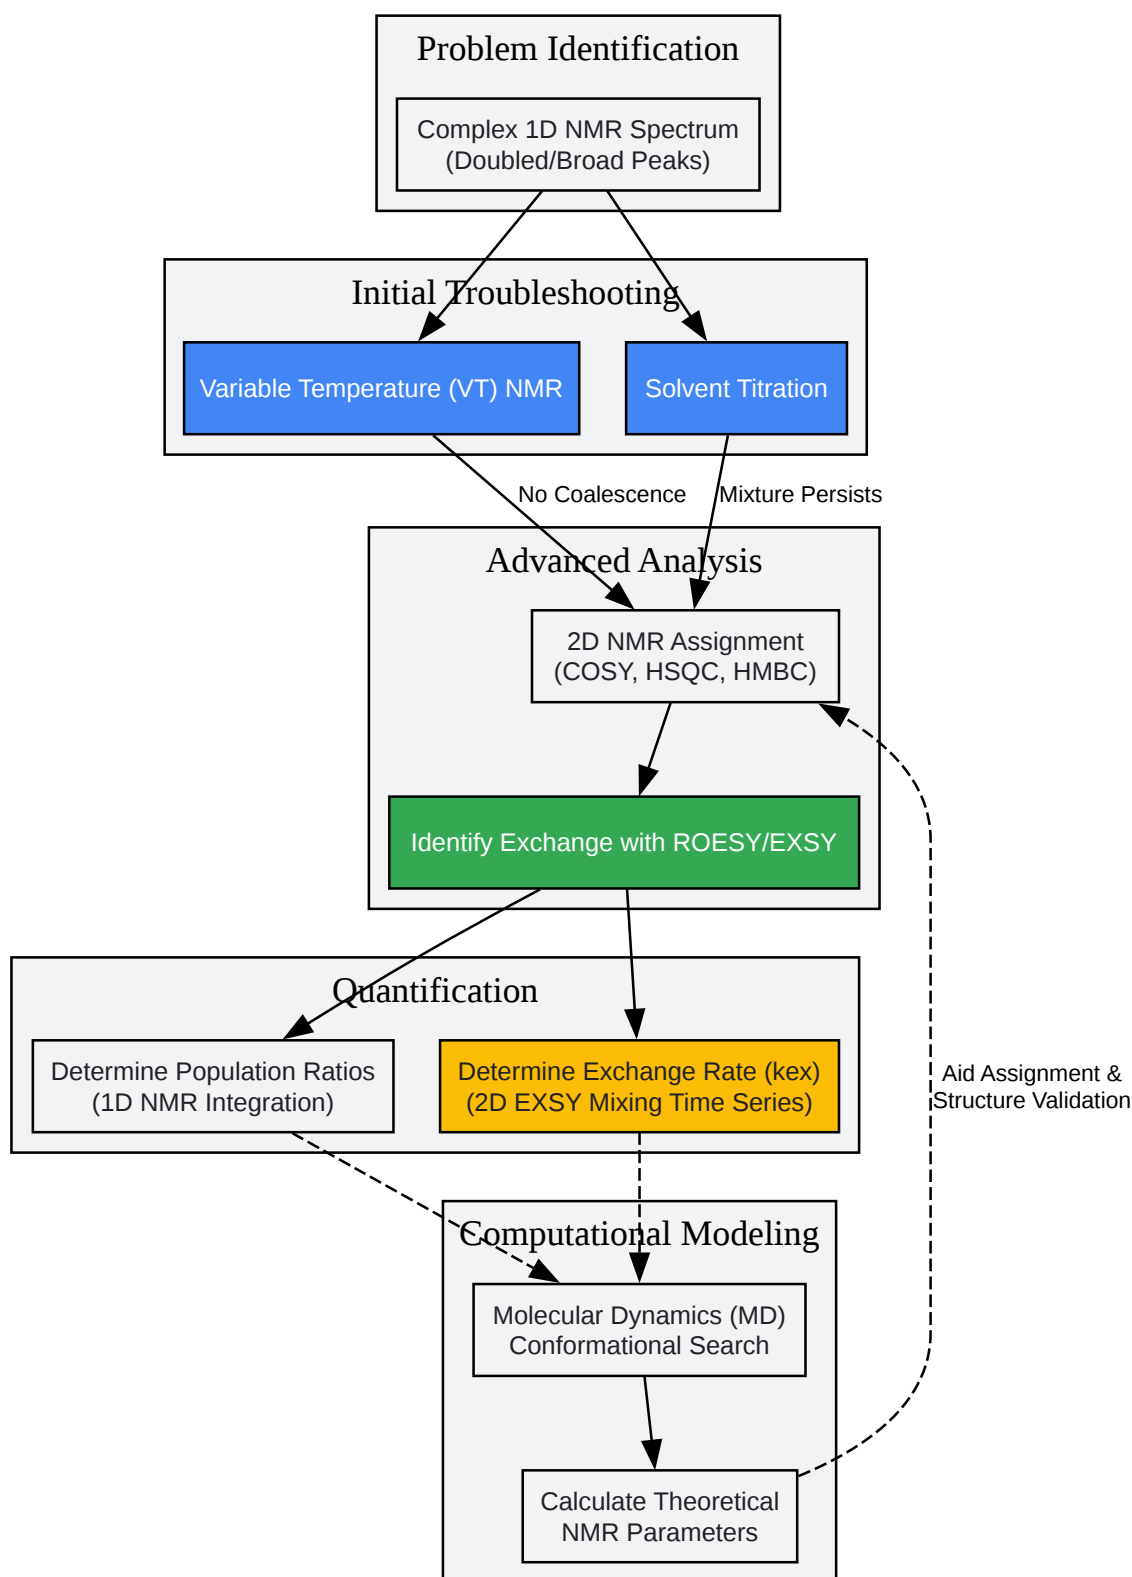 Problem Identification
Complex 1D NMR Spectrum
(Doubled/Broad Peaks)
Initial Troubleshooting
Variable Temperature (VT) NMR
Solvent Titration
No Coalescence
Mixture Persists
Advanced Analysis
2D NMR Assignment
(COSY, HSQC, HMBC)
Identify Exchange with ROESY/EXSY
Quantification
Determine Population Ratios
(1D NMR Integration)
Determine Exchange Rate (kex)
(2D EXSY Mixing Time Series)
Aid Assignment &
Structure Validation
Computational Modeling
Molecular Dynamics (MD)
Conformational Search
Calculate Theoretical
NMR Parameters